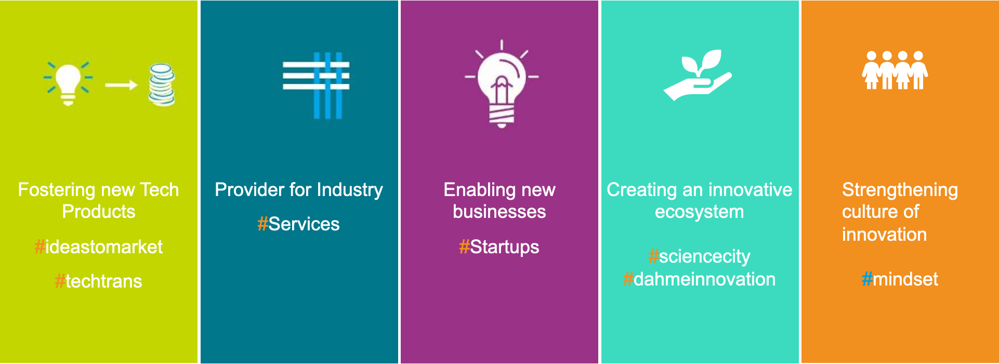 Fostering new Tech
Products
#ideastomarket
#techtrans
Provider for Industry
#Services
Enabling new
businesses
#Startups
Creating an innovative
ecosystem
#sciencecity
#dahmeinnovation
Strengthening
culture of
innovation
#mindset